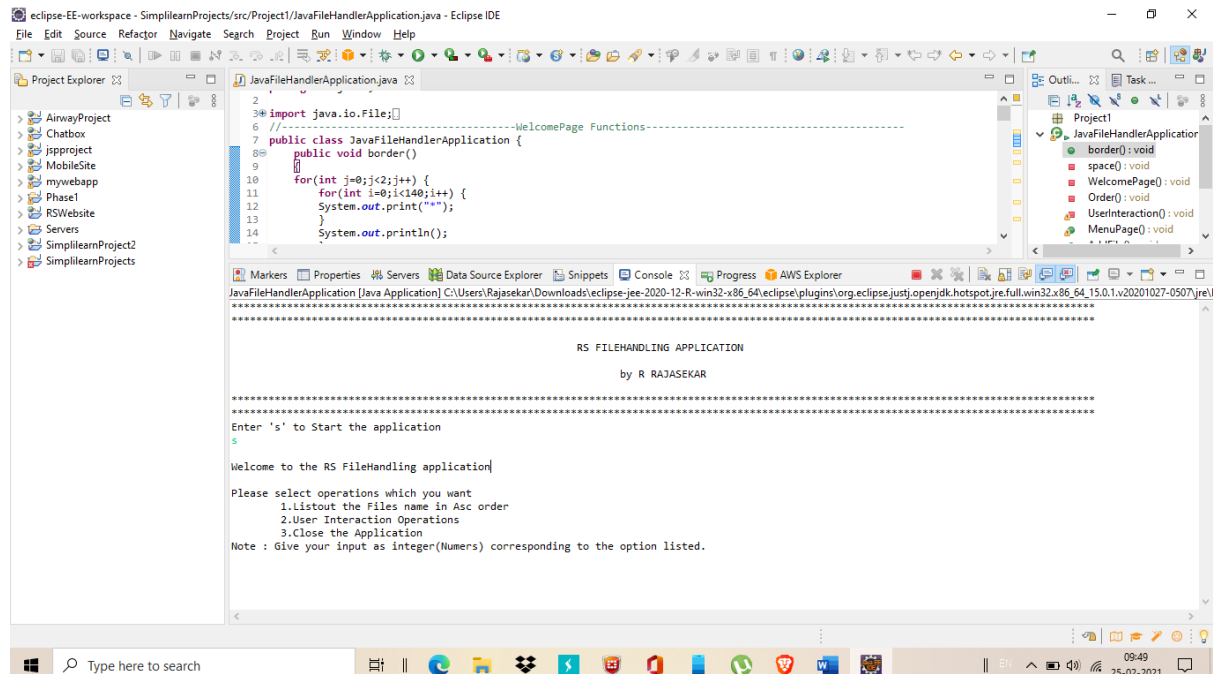 eclipse-EE-workspace - SimplilearnProjects/src/Project1/JavaFileHandlerApplication.java - Eclipse IDE
File Edit Source Refactor Navigate Search Project Run Window Help
Project Explorer
AirwayProject
Chatbox
jspproject
MobileSite
mywebapp
Phase1
RSWebsite
Servers
SimplilearnProject2
SimplilearnProjects
JavaFileHandlerApplication.java
2
3 import java.io.File;
6 //--------------------------------------WelcomePage Functions------------------------------------------
7 public class JavaFileHandlerApplication {
8 public void border()
9 {
10 for(int j=0;j<2;j++) {
11 for(int i=0;i<140;i++) {
12 System.out.print("*");
13 }
14 System.out.println();
Outli... Task ...
Project1
JavaFileHandlerApplication
border() : void
space() : void
WelcomePage() : void
Order() : void
UserInteraction() : void
MenuPage() : void
Markers Properties Servers Data Source Explorer Snippets Console Progress AWS Explorer
JavaFileHandlerApplication [Java Application] C:\Users\Rajasekar\Downloads\eclipse-jee-2020-12-R-win32-x86_64\eclipse\plugins\org.eclipse.justj.openjdk.hotspot.jre.full.win32.x86_64_15.0.1.v20201027-0507\jre\
********************************************************************************************************************************************
********************************************************************************************************************************************
RS FILEHANDLING APPLICATION
by R RAJASEKAR
********************************************************************************************************************************************
********************************************************************************************************************************************
Enter 's' to Start the application
s
Welcome to the RS FileHandling application
Please select operations which you want
1.Listout the Files name in Asc order
2.User Interaction Operations
3.Close the Application
Note : Give your input as integer(Numers) corresponding to the option listed.
Type here to search
EN
09:49
25-02-2021